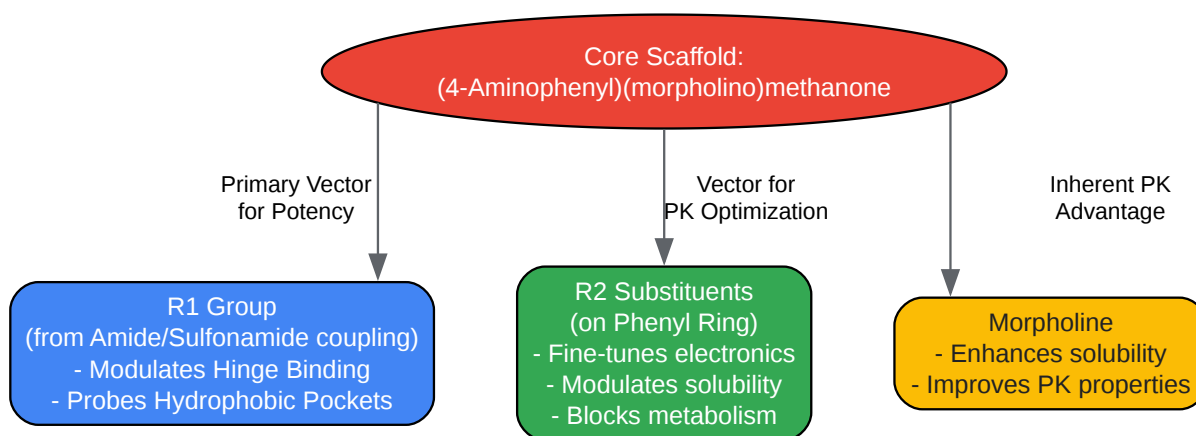 Core Scaffold:
(4-Aminophenyl)(morpholino)methanone
Primary Vector
for Potency
Vector for
PK Optimization
Inherent PK
Advantage
R1 Group
(from Amide/Sulfonamide coupling)
- Modulates Hinge Binding
- Probes Hydrophobic Pockets
R2 Substituents
(on Phenyl Ring)
- Fine-tunes electronics
- Modulates solubility
- Blocks metabolism
Morpholine
- Enhances solubility
- Improves PK properties